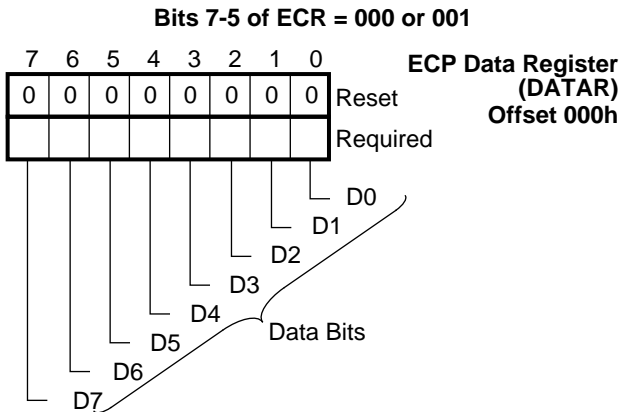 Bits 7-5 of ECR = 000 or 001
7 6 5 4 3 2 1 0
ECP Data Register
(DATAR)
Offset 000h
0 0 0 0 0 0 0 0 Reset
Required
D0
D1
D2
D3
D4
Data Bits
D5
D6
D7